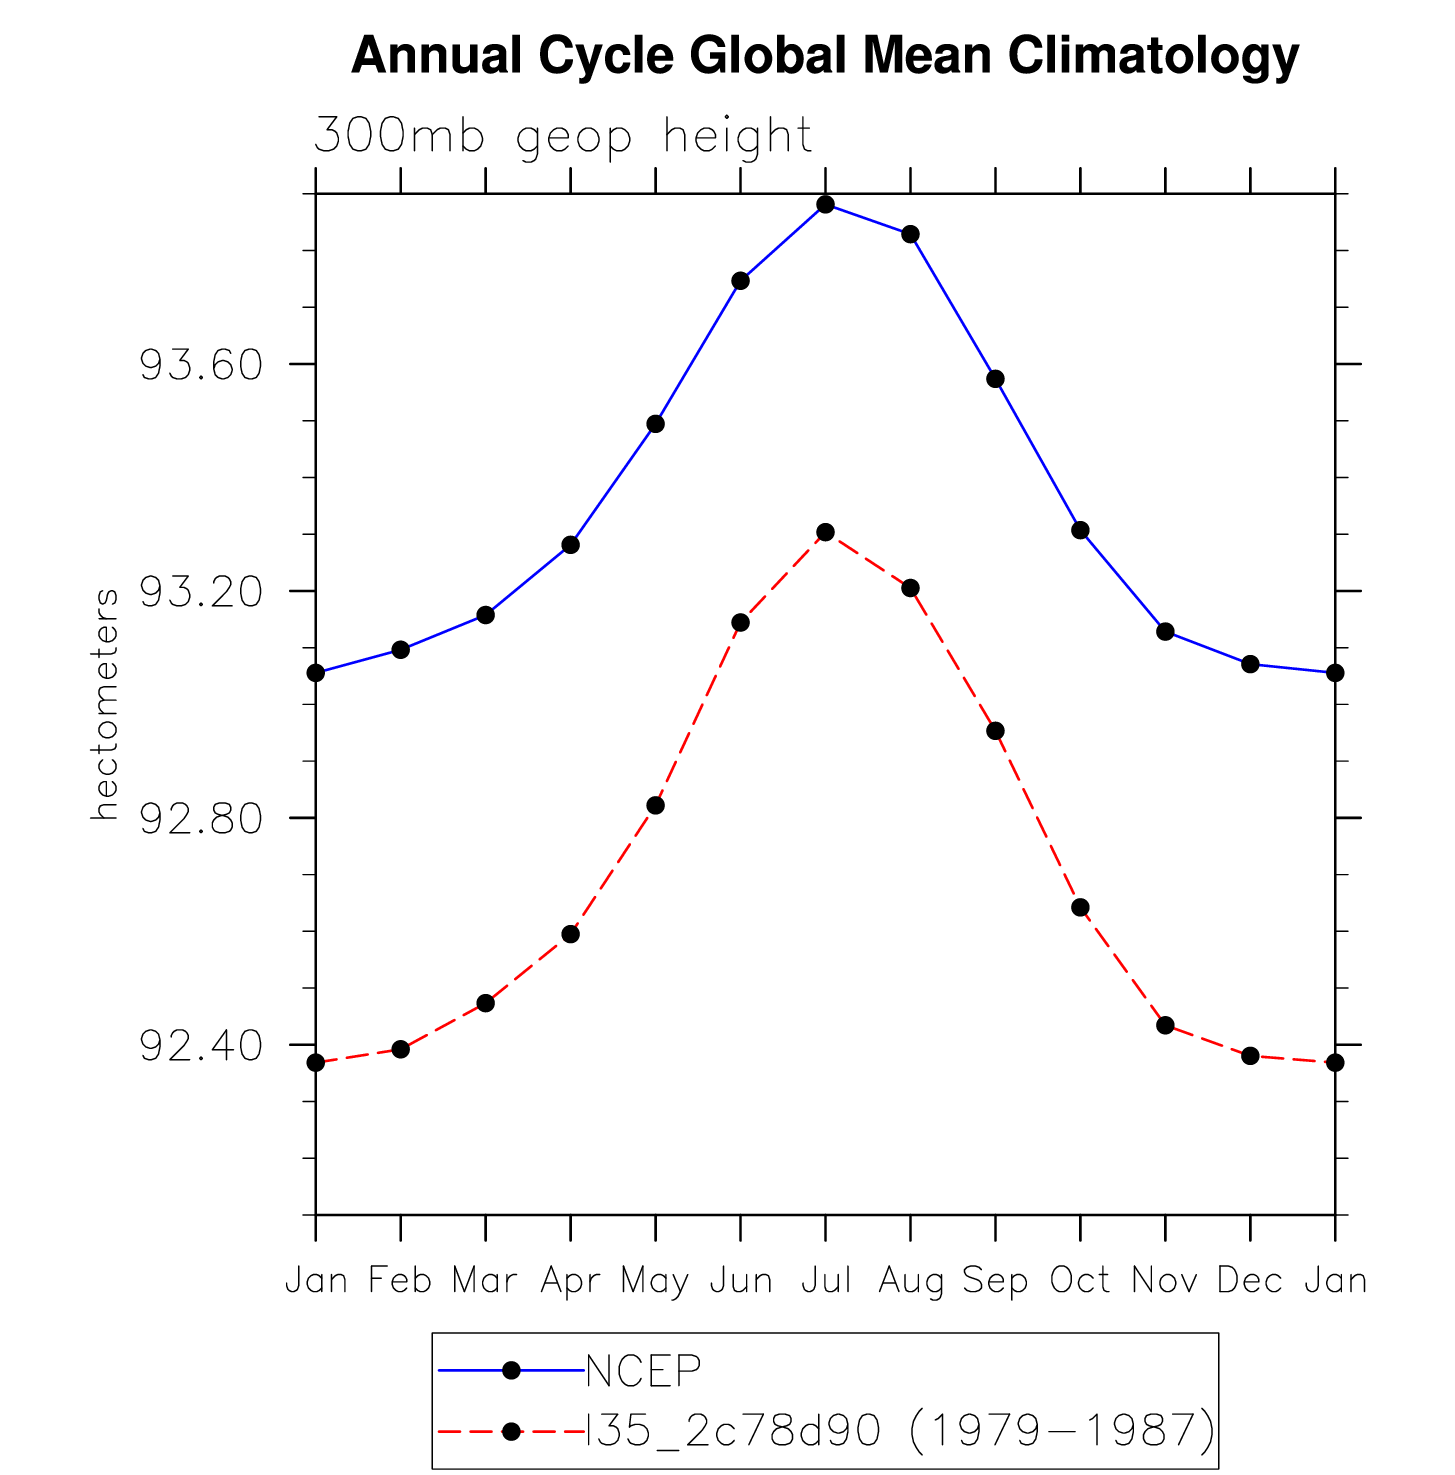 Annual Cycle Global Mean Climatology
300mb geop height
93.60
93.20
92.80
92.40
hectometers
Jan Feb Mar Apr May Jun Jul Aug Sep Oct Nov Dec Jan
NCEP
l35_2c78d90 (1979-1987)